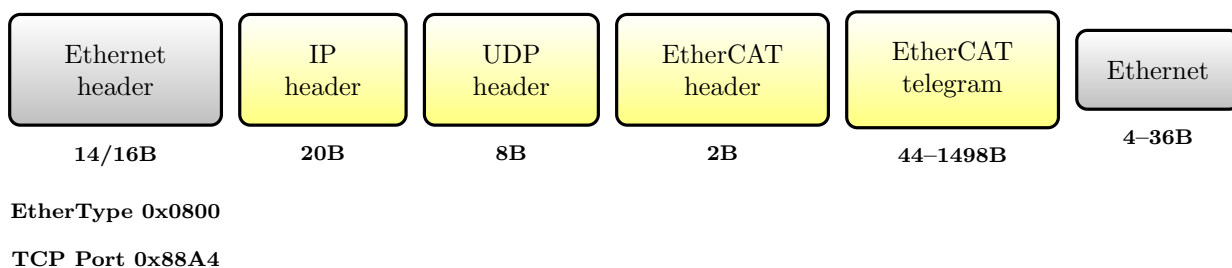 Ethernet
header
IP
header
UDP
header
EtherCAT
header
EtherCAT
telegram
Ethernet
14/16B
20B
8B
2B
44–1498B
4–36B
EtherType 0x0800
TCP Port 0x88A4